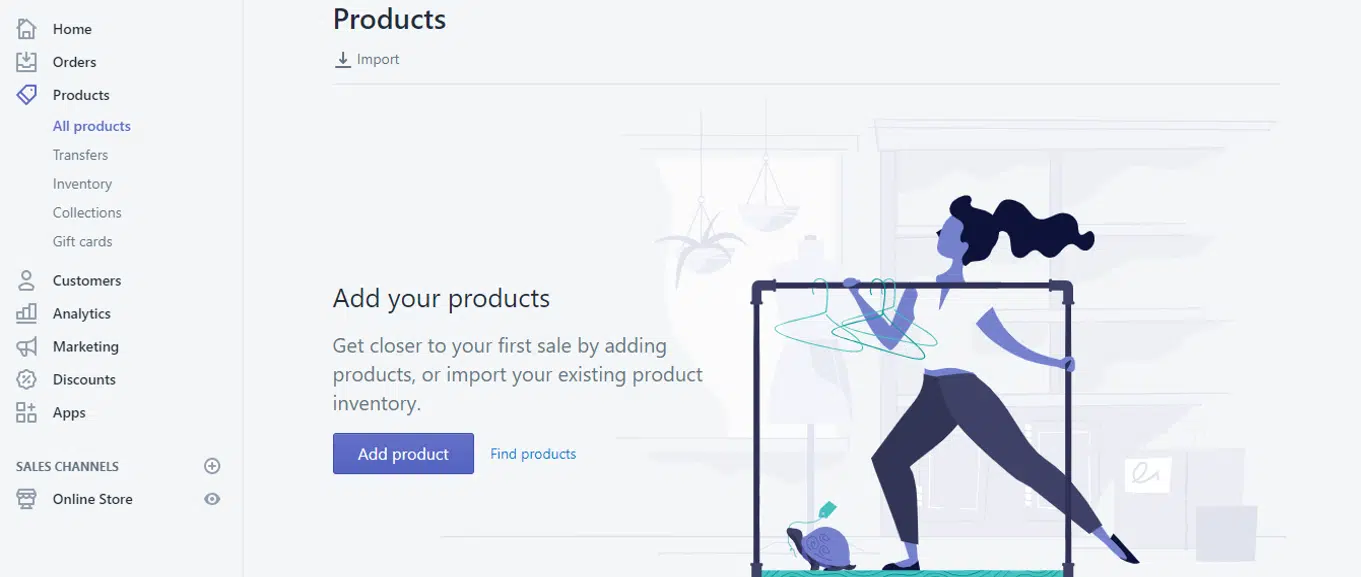 Home
Orders
Products
All products
Transfers
Inventory
Collections
Gift cards
Customers
Analytics
Marketing
Discounts
Apps
SALES CHANNELS
Online Store
Products
Import
Add your products
Get closer to your first sale by adding
products, or import your existing product
inventory.
Add product
Find products